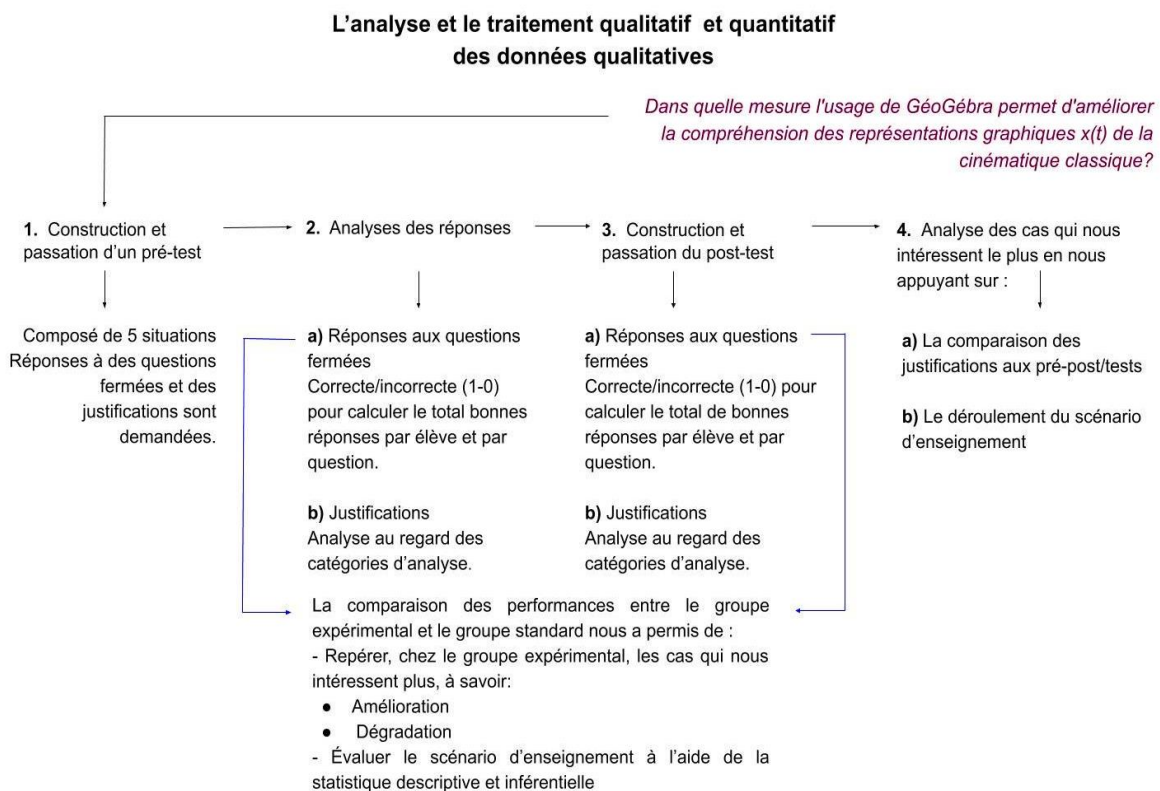 L'analyse et le traitement qualitatif et quantitatif
des données qualitatives
Dans quelle mesure l'usage de GéoGébra permet d'améliorer
la compréhension des représentations graphiques x(t) de la
cinématique classique?
1. Construction et
passation d'un pré-test
2. Analyses des réponses
3. Construction et
passation du post-test
4. Analyse des cas qui nous
intéressent le plus en nous
appuyant sur :
Composé de 5 situations
Réponses à des questions
fermées et des
justifications sont
demandées.
a) Réponses aux questions
fermées
Correcte/incorrecte (1-0)
pour calculer le total bonnes
réponses par élève et par
question.
b) Justifications
Analyse au regard des
catégories d'analyse.
a) Réponses aux questions
fermées
Correcte/incorrecte (1-0) pour
calculer le total de bonnes
réponses par élève et par
question.
b) Justifications
Analyse au regard des
catégories d'analyse.
a) La comparaison des
justifications aux pré-post/tests
b) Le déroulement du scénario
d'enseignement
La comparaison des performances entre le groupe
expérimental et le groupe standard nous a permis de :
- Repérer, chez le groupe expérimental, les cas qui nous
intéressent plus, à savoir:
● Amélioration
● Dégradation
- Évaluer le scénario d'enseignement à l'aide de la
statistique descriptive et inférentielle